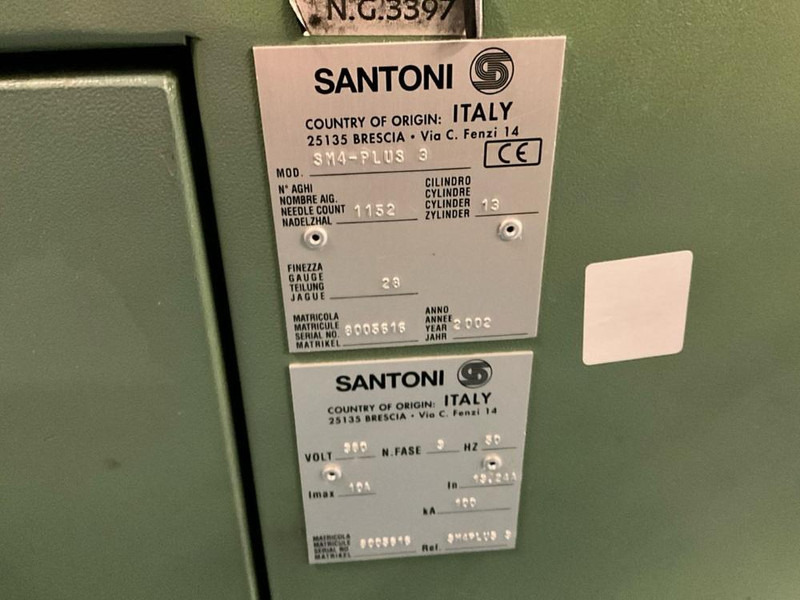 N.G.3397
SANTONI
COUNTRY OF ORIGIN: ITALY
25135 BRESCIA • Via C. Fenzi 14
MOD. SM4-PLUS 3
CE
N° AGHI
NOMBRE AIG.
NEEDLE COUNT 1152
NADELZHAL
CILINDRO
CYLINDRE
CYLINDER 13
ZYLINDER
FINEZZA
GAUGE
TEILUNG 28
JAGUE
MATRICOLA
MATRICULE
SERIAL NO.
MATRIKEL
ANNO
ANNEE
YEAR 2002
JAHR
SANTONI
COUNTRY OF ORIGIN: ITALY
25135 BRESCIA • Via C. Fenzi 14
VOLT 380 N.FASE 3 HZ
Imax In
kA 100
MATRICOLA
MATRICULE
SERIAL NO
MATRIKEL
Rel. SM4PLUS 3